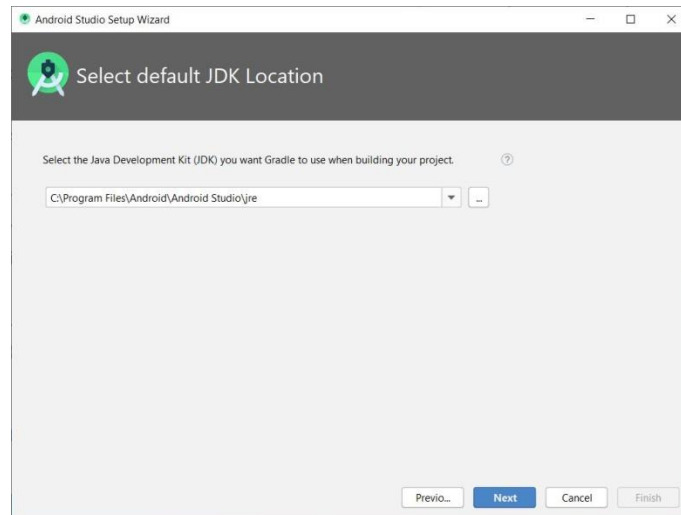 Android Studio Setup Wizard
Select default JDK Location
Select the Java Development Kit (JDK) you want Gradle to use when building your project.
?
C:\Program Files\Android\Android Studio\jre
...
Previo...
Next
Cancel
Finish